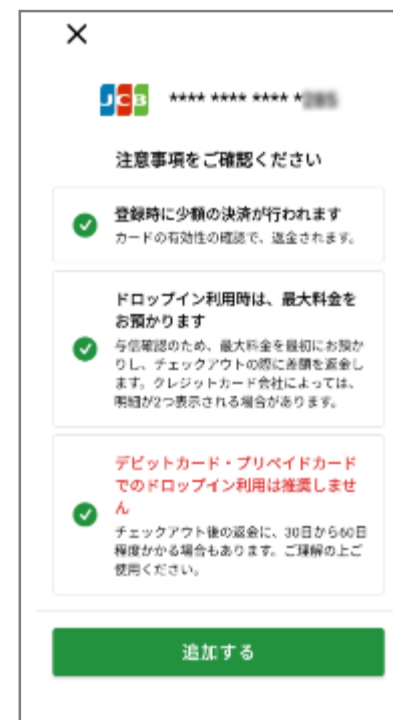 ×
JCB **** **** **** *
注意事項をご確認ください
登録時に少額の決済が行われます
カードの有効性の確認で、返金されます。
ドロップイン利用時は、最大料金を
お預かります
与信確認のため、最大料金を最初にお預か
りし、チェックアウトの際に差額を返金し
ます。クレジットカード会社によっては、
明細が2つ表示される場合があります。
デビットカード・プリペイドカード
でのドロップイン利用は推奨しませ
ん
チェックアウト後の返金に、30日から60日
程度かかる場合もあります。ご理解の上ご
使用ください。
追加する